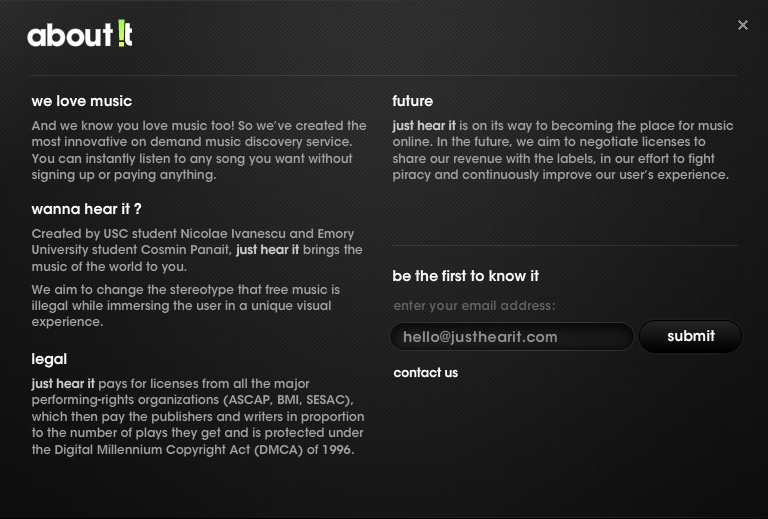 about !t
×
we love music
And we know you love music too! So we've created the
most innovative on demand music discovery service.
You can instantly listen to any song you want without
signing up or paying anything.
wanna hear it ?
Created by USC student Nicolae Ivanescu and Emory
University student Cosmin Panait, just hear it brings the
music of the world to you.
We aim to change the stereotype that free music is
illegal while immersing the user in a unique visual
experience.
legal
just hear it pays for licenses from all the major
performing-rights organizations (ASCAP, BMI, SESAC),
which then pay the publishers and writers in proportion
to the number of plays they get and is protected under
the Digital Millennium Copyright Act (DMCA) of 1996.
future
just hear it is on its way to becoming the place for music
online. In the future, we aim to negotiate licenses to
share our revenue with the labels, in our effort to fight
piracy and continuously improve our user's experience.
be the first to know it
enter your email address:
hello@justhearit.com
submit
contact us